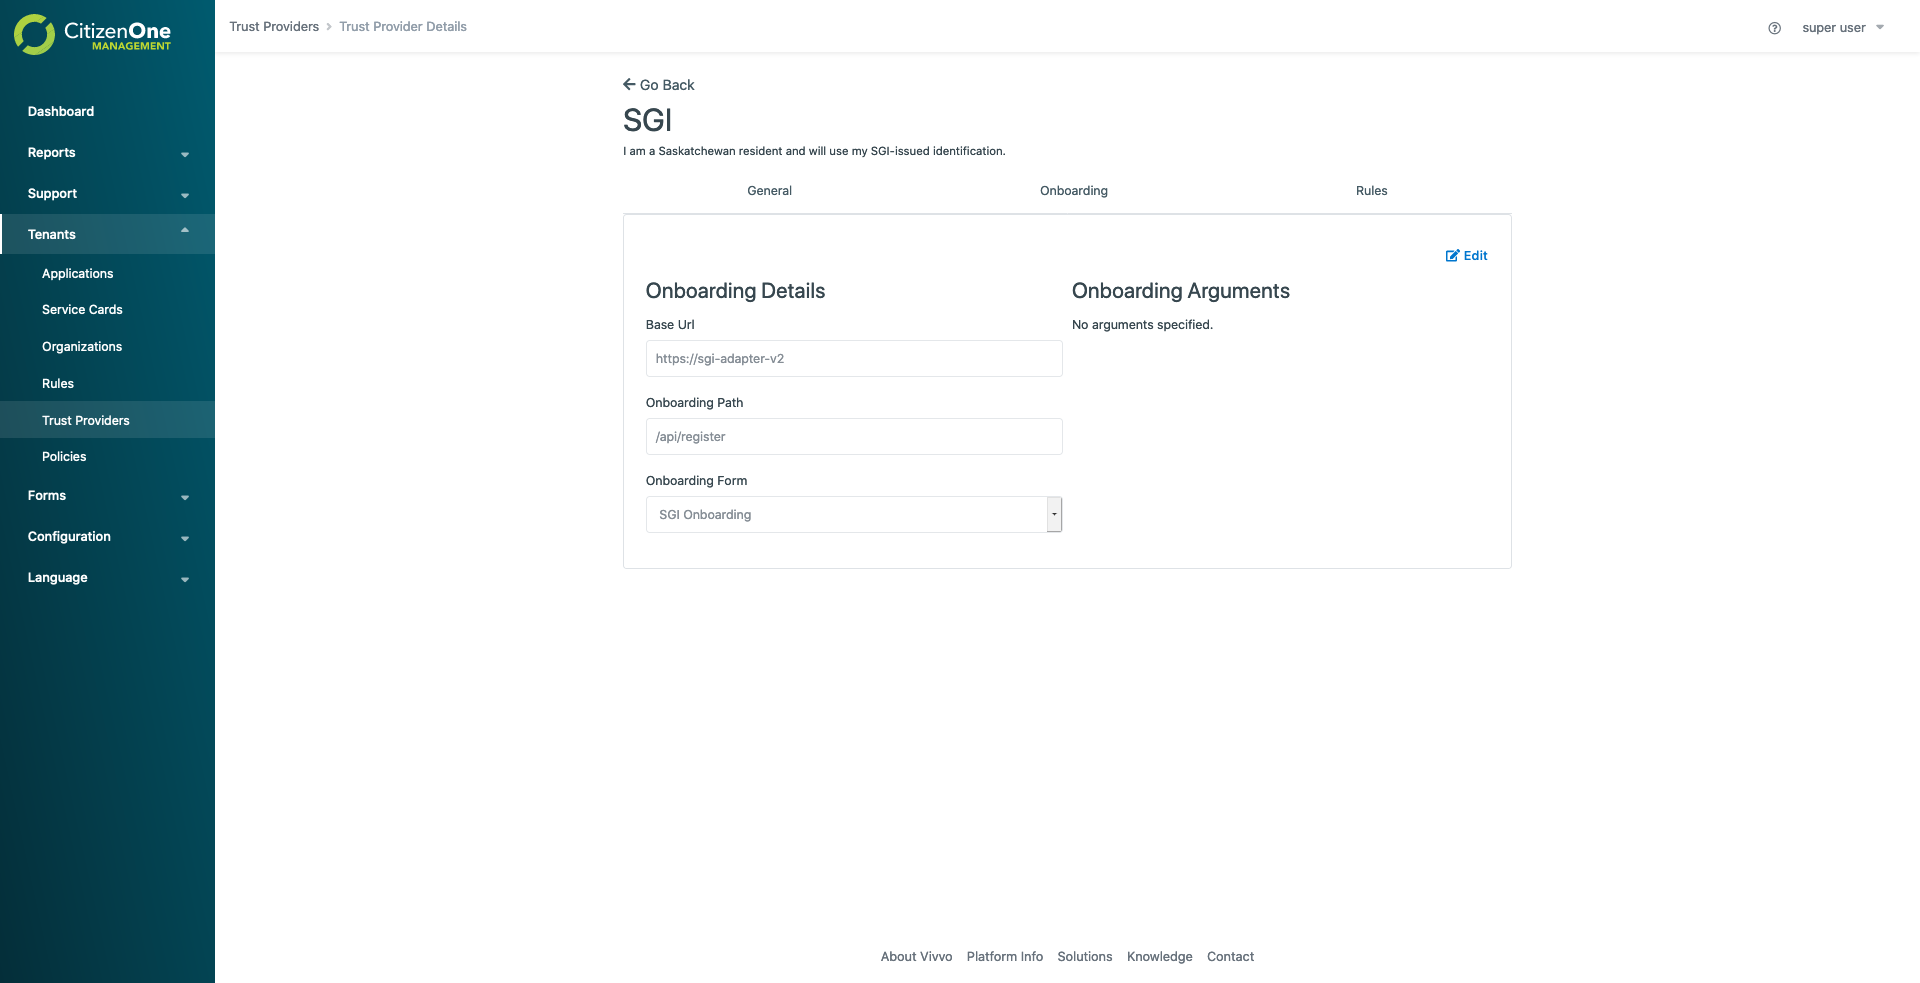 CitizenOne
MANAGEMENT
Dashboard
Reports
Support
Tenants
Applications
Service Cards
Organizations
Rules
Trust Providers
Policies
Forms
Configuration
Language
Trust Providers > Trust Provider Details
super user
Go Back
SGI
I am a Saskatchewan resident and will use my SGI-issued identification.
General Onboarding Rules
Edit
Onboarding Details
Base Url
https://sgi-adapter-v2
Onboarding Path
/api/register
Onboarding Form
SGI Onboarding
Onboarding Arguments
No arguments specified.
About Vivvo Platform Info Solutions Knowledge Contact